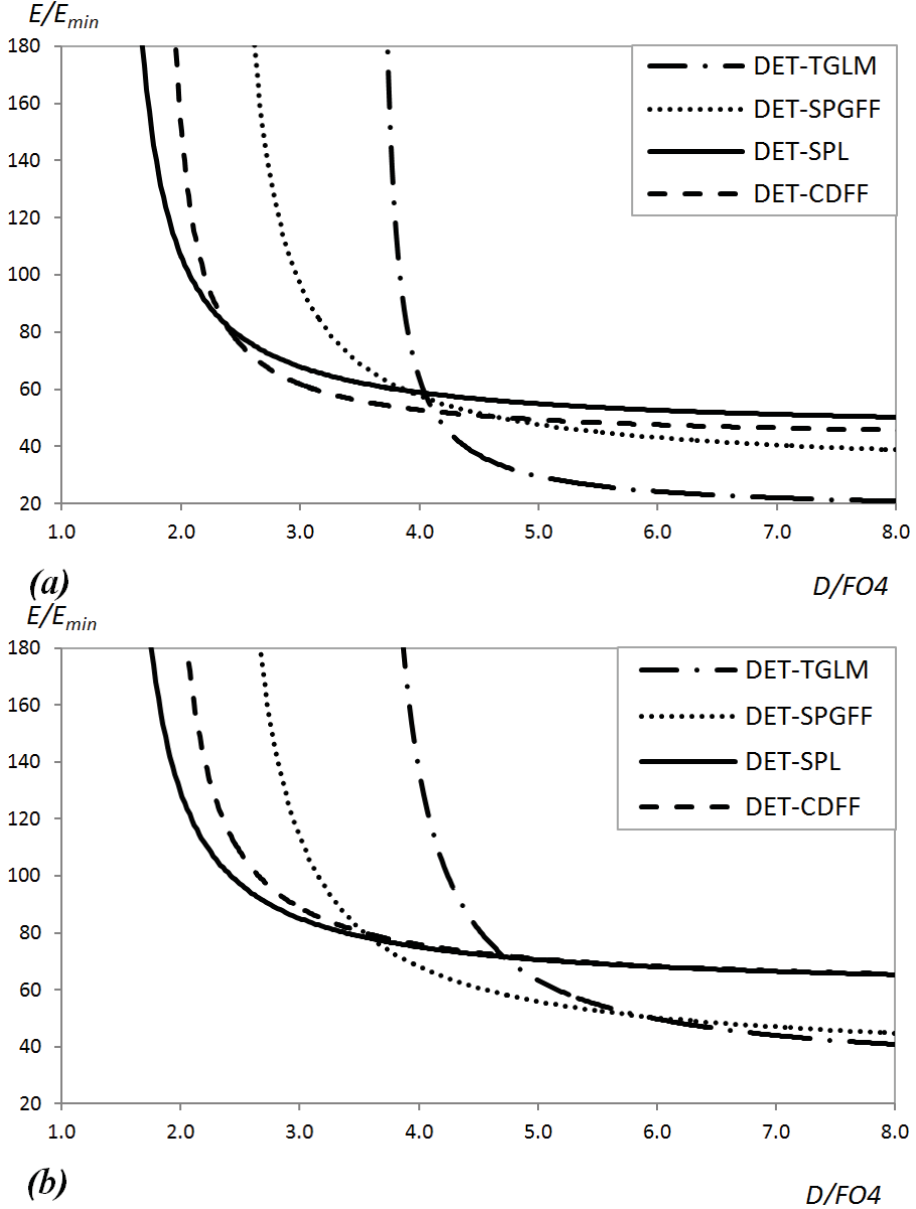 E/Emin
180
160
140
120
100
80
60
40
20
1.0 2.0 3.0 4.0 5.0 6.0 7.0 8.0
DET-TGLM
DET-SPGFF
DET-SPL
DET-CDFF
(a)
D/FO4
E/Emin
180
160
140
120
100
80
60
40
20
1.0 2.0 3.0 4.0 5.0 6.0 7.0 8.0
DET-TGLM
DET-SPGFF
DET-SPL
DET-CDFF
(b)
D/FO4